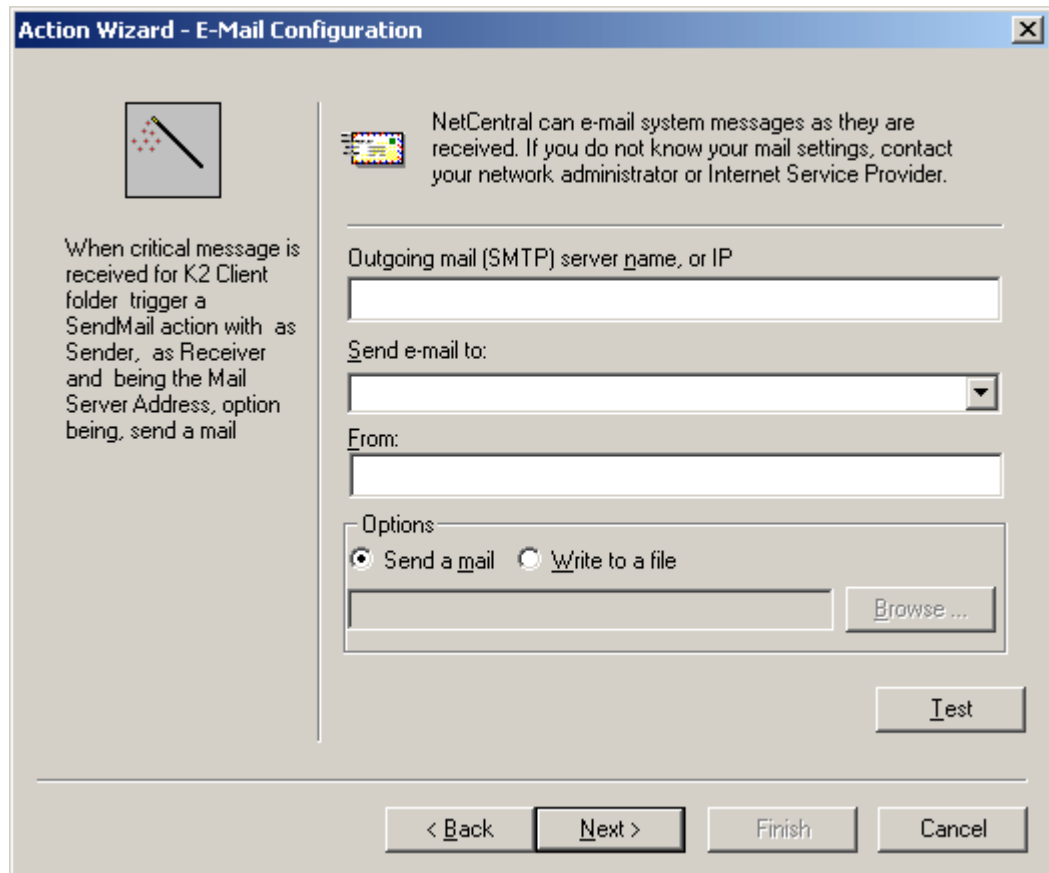 Action Wizard - E-Mail Configuration
When critical message is
received for K2 Client
folder trigger a
SendMail action with as
Sender, as Receiver
and being the Mail
Server Address, option
being, send a mail
NetCentral can e-mail system messages as they are
received. If you do not know your mail settings, contact
your network administrator or Internet Service Provider.
Outgoing mail (SMTP) server name, or IP
Send e-mail to:
From:
Options
Send a mail Write to a file
Browse ...
Test
< Back Next > Finish Cancel